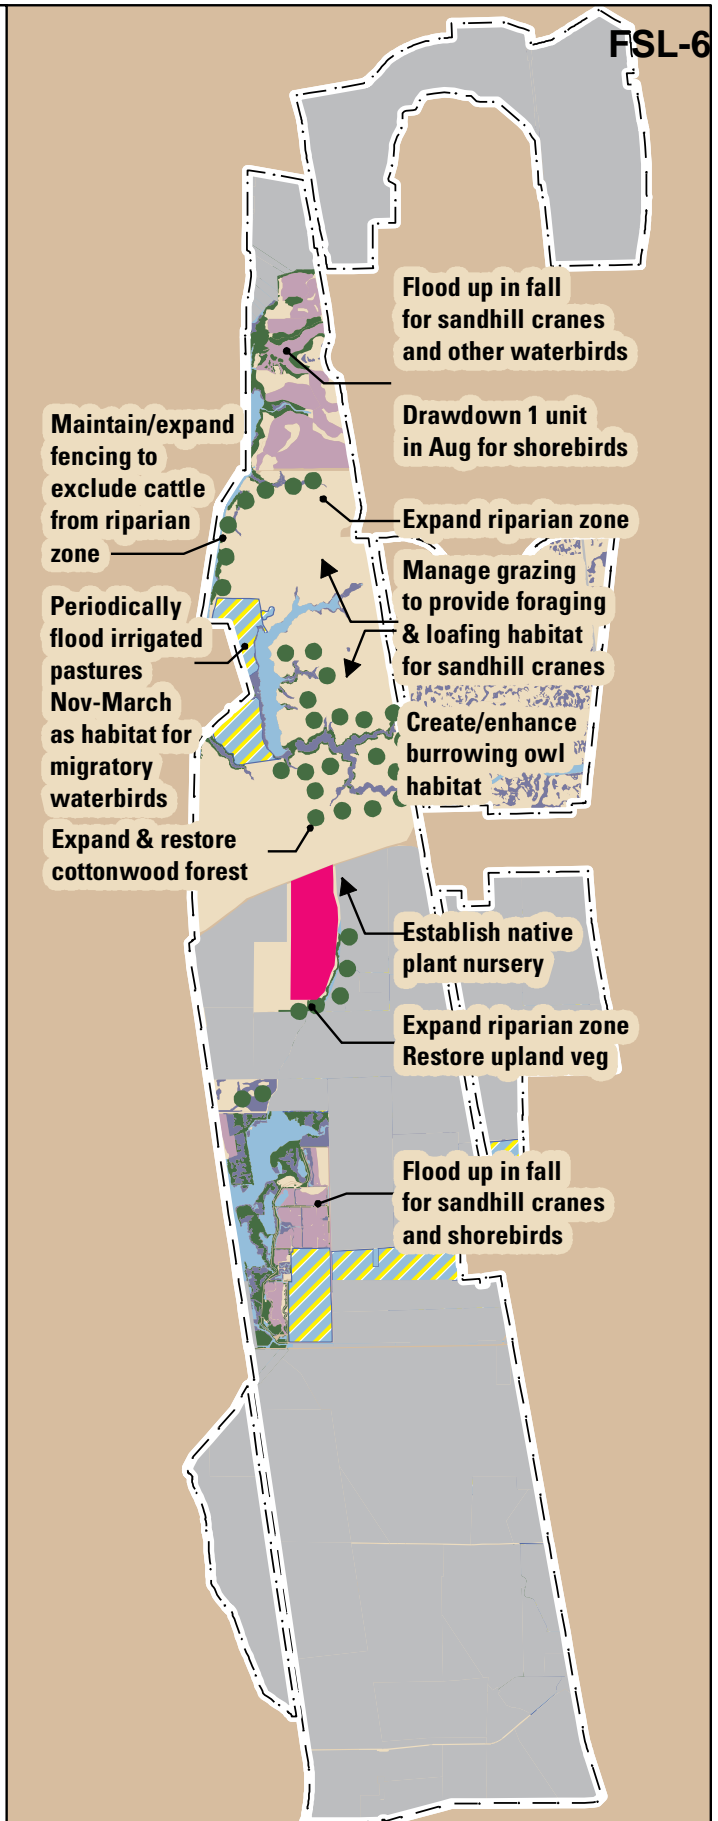 FSL-6
Flood up in fall
for sandhill cranes
and other waterbirds
Drawdown 1 unit
in Aug for shorebirds
Maintain/expand
fencing to
exclude cattle
from riparian
zone
Expand riparian zone
Manage grazing
to provide foraging
& loafing habitat
for sandhill cranes
Periodically
flood irrigated
pastures
Nov-March
as habitat for
migratory
waterbirds
Create/enhance
burrowing owl
habitat
Expand & restore
cottonwood forest
Establish native
plant nursery
Expand riparian zone
Restore upland veg
Flood up in fall
for sandhill cranes
and shorebirds